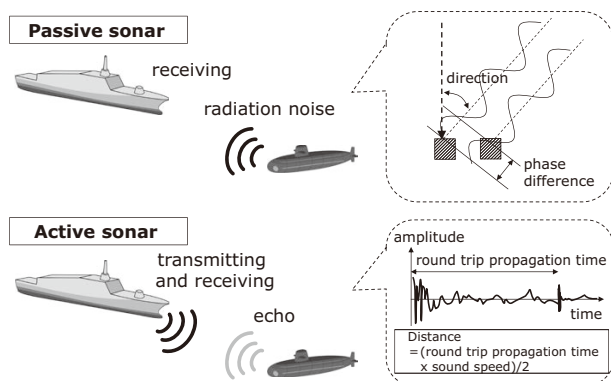 Passive sonar
receiving
radiation noise
direction
phase
difference
Active sonar
transmitting
and receiving
echo
amplitude
round trip propagation time
time
Distance
=(round trip propagation time
x sound speed)/2